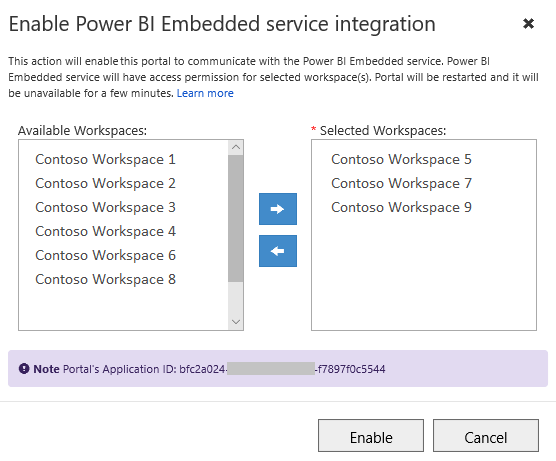 Enable Power BI Embedded service integration
This action will enable this portal to communicate with the Power BI Embedded service. Power BI
Embedded service will have access permission for selected workspace(s). Portal will be restarted and it will
be unavailable for a few minutes. Learn more
Available Workspaces:
Contoso Workspace 1
Contoso Workspace 2
Contoso Workspace 3
Contoso Workspace 4
Contoso Workspace 6
Contoso Workspace 8
* Selected Workspaces:
Contoso Workspace 5
Contoso Workspace 7
Contoso Workspace 9
Note Portal's Application ID: bfc2a024- -f7897f0c5544
Enable Cancel